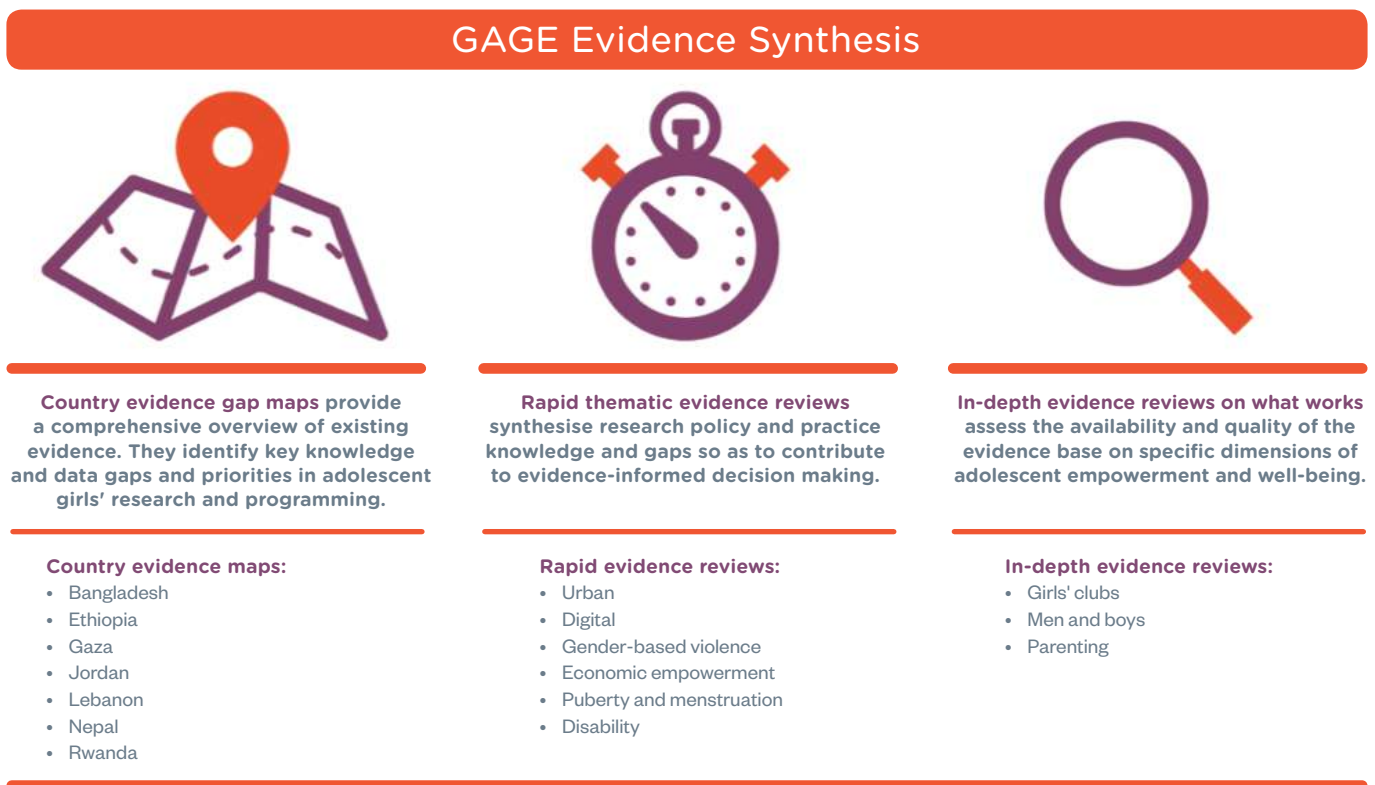 GAGE Evidence Synthesis
Country evidence gap maps provide
a comprehensive overview of existing
evidence. They identify key knowledge
and data gaps and priorities in adolescent
girls' research and programming.
Country evidence maps:
• Bangladesh
• Ethiopia
• Gaza
• Jordan
• Lebanon
• Nepal
• Rwanda
Rapid thematic evidence reviews
synthesise research policy and practice
knowledge and gaps so as to contribute
to evidence-informed decision making.
Rapid evidence reviews:
• Urban
• Digital
• Gender-based violence
• Economic empowerment
• Puberty and menstruation
• Disability
In-depth evidence reviews on what works
assess the availability and quality of the
evidence base on specific dimensions of
adolescent empowerment and well-being.
In-depth evidence reviews:
• Girls' clubs
• Men and boys
• Parenting